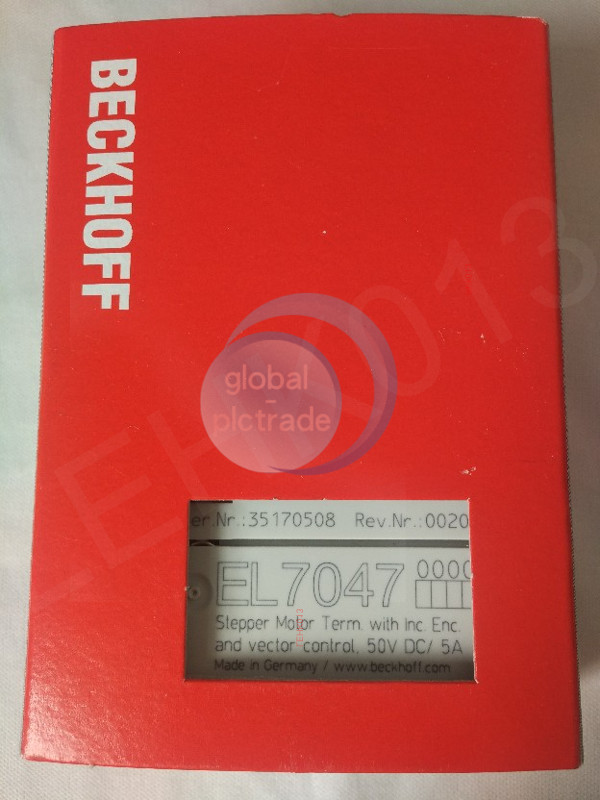 BECKHOFF
LEHK013
global
-
plctrade
er.Nr.:35170508 Rev.Nr.:0020
EL7047 0000
Stepper Motor Term. with Inc. Enc.
and vector control, 50V DC/ 5A
Made in Germany / www.beckhoff.com